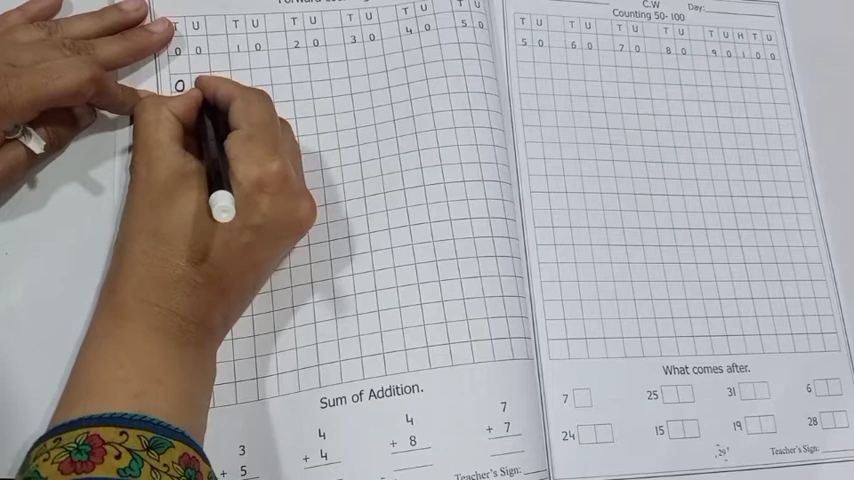 T U T U T U T U T U T U
0 0 1 0 2 0 3 0 4 0 5 0
0
Sum of Addition.
3 4 4 7
+ 5 + 4 + 8 + 7
Teacher's Sign:
C.W Day:
Counting 50- 100
T U T U T U T U T U H T U
5 0 6 0 7 0 8 0 9 0 1 0 0
What comes after.
7 25 31 6
24 15 19 28
29 Teacher's Sign: